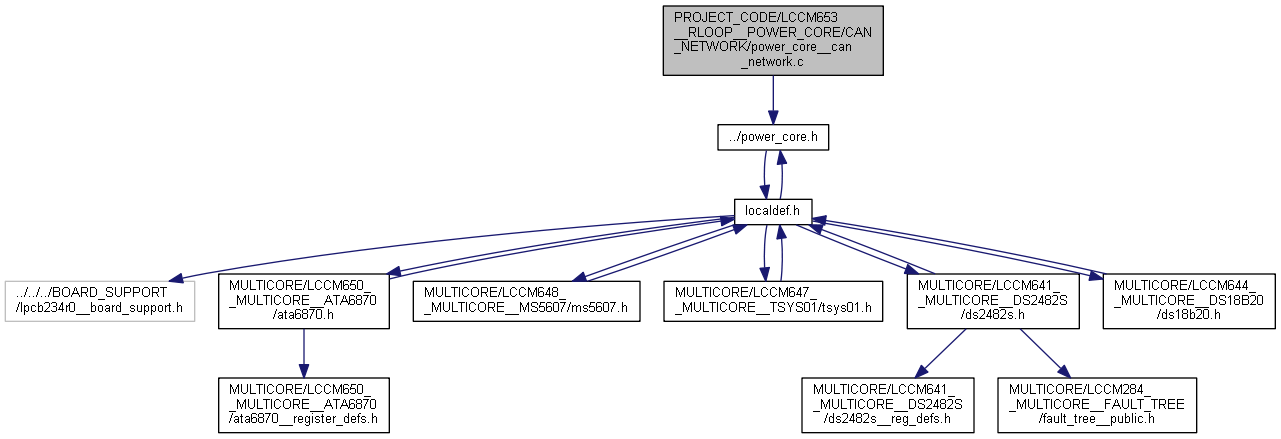 PROJECT_CODE/LCCM653
__RLOOP__POWER_CORE/CAN
_NETWORK/power_core__can
_network.c
../power_core.h
localdef.h
../../../BOARD_SUPPORT
/lpcb234r0__board_support.h
MULTICORE/LCCM650_
_MULTICORE__ATA6870
/ata6870.h
MULTICORE/LCCM648_
_MULTICORE__MS5607/ms5607.h
MULTICORE/LCCM647_
_MULTICORE__TSYS01/tsys01.h
MULTICORE/LCCM641_
_MULTICORE__DS2482S
/ds2482s.h
MULTICORE/LCCM644_
_MULTICORE__DS18B20
/ds18b20.h
MULTICORE/LCCM650_
_MULTICORE__ATA6870
/ata6870__register_defs.h
MULTICORE/LCCM641_
_MULTICORE__DS2482S
/ds2482s__reg_defs.h
MULTICORE/LCCM284_
_MULTICORE__FAULT_TREE
/fault_tree__public.h